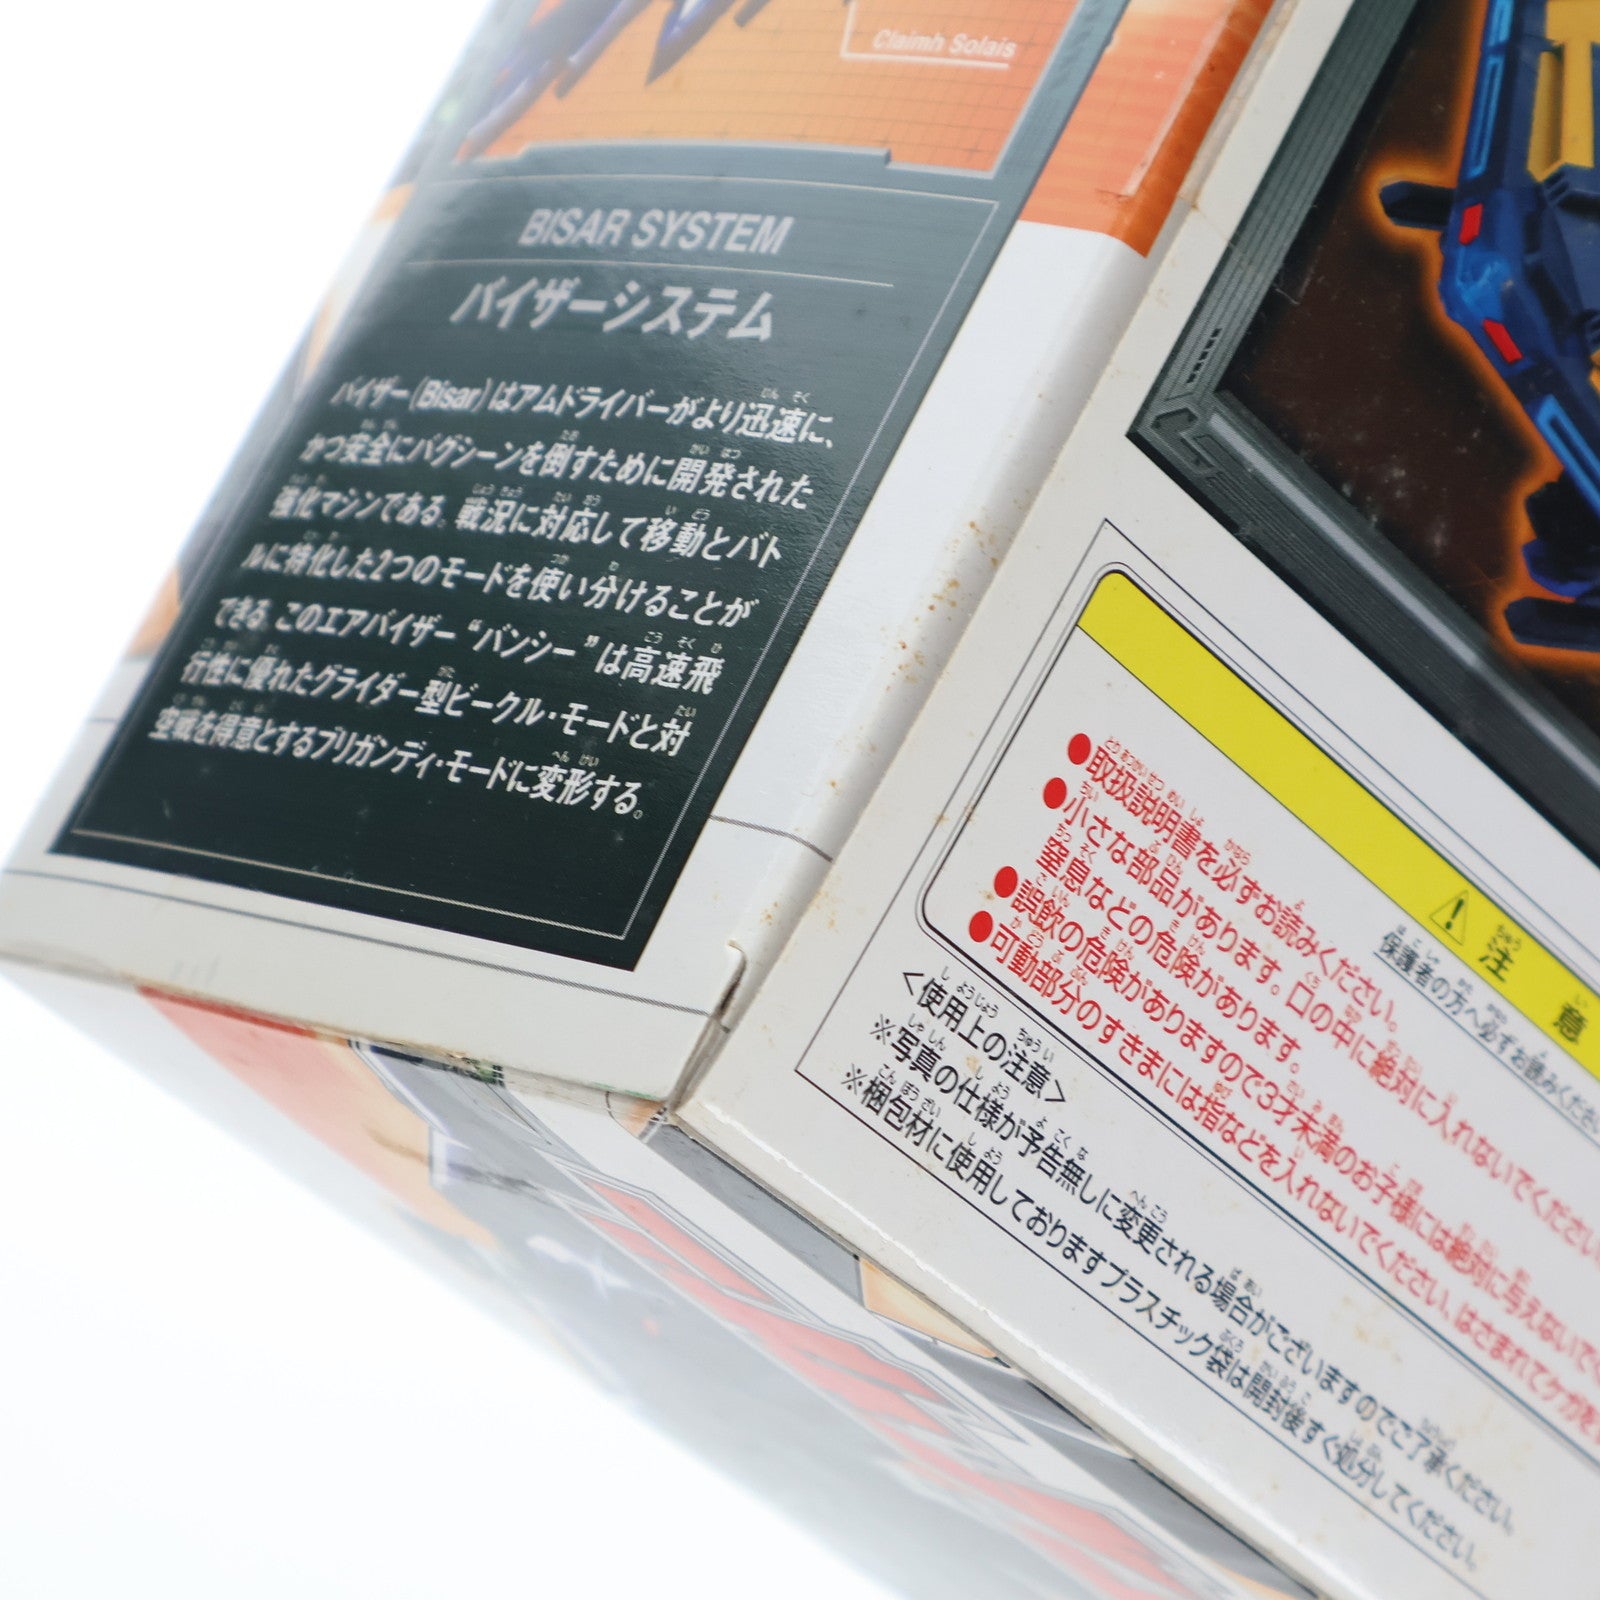 Claimh Solais
BISAR SYSTEM
バイザーシステム
バイザー(Bisar)はアムドライバーがより迅速に、
かつ安全にバグシーンを倒すために開発された
強化マシンである。戦況に対応して移動とバト
ルに特化した2つのモードを使い分けることが
できる。このエアバイザー“バンシー”は高速飛
行性に優れたグライダー型ビークル・モードと対
空戦を得意とするブリガンディ・モードに変形する。
⚠注意
保護者の方へ必ずお読みください
●取扱説明書を必ずお読みください。
●小さな部品があります。口の中に絶対に入れないでください
窒息などの危険があります。
●誤飲の危険がありますので3才未満のお子様には絶対に与えないで
●可動部分のすきまには指などを入れないでください。はさまれてケガを
<使用上の注意>
※写真の仕様が予告無しに変更される場合がございますのでご了承ください。
※梱包材に使用しておりますプラスチック袋は開封後すぐ処分してください。